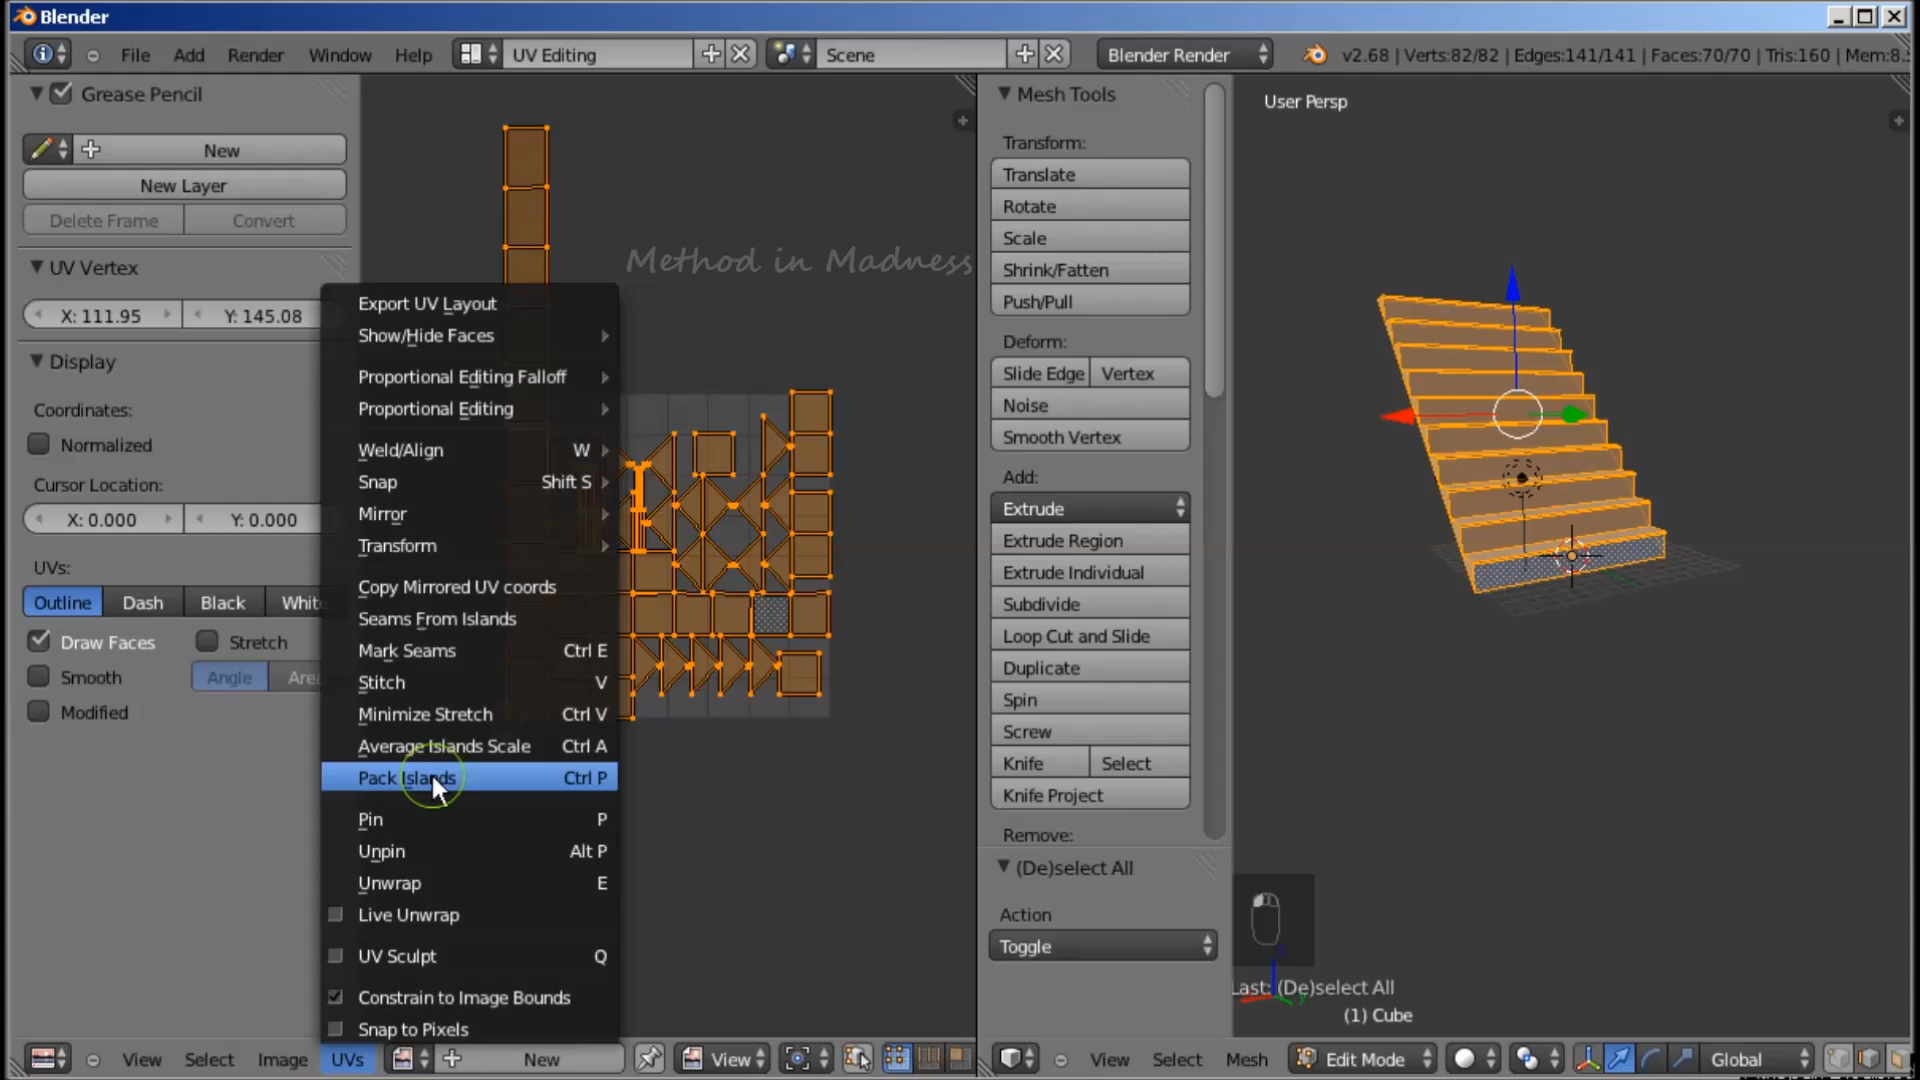 Blender
File Add Render Window Help UV Editing Scene Blender Render v2.68 | Verts:82/82 | Edges:141/141 | Faces:70/70 | Tris:160 | Mem:8.
Grease Pencil
New
New Layer
Delete Frame Convert
UV Vertex
X: 111.95 Y: 145.08
Display
Coordinates:
Normalized
Cursor Location:
X: 0.000 Y: 0.000
UVs:
Outline Dash Black White
Draw Faces Stretch
Smooth Angle Area
Modified
Method in Madness
Export UV Layout
Show/Hide Faces
Proportional Editing Falloff
Proportional Editing
Weld/Align W
Snap Shift S
Mirror
Transform
Copy Mirrored UV coords
Seams From Islands
Mark Seams Ctrl E
Stitch V
Minimize Stretch Ctrl V
Average Islands Scale Ctrl A
Pack Islands Ctrl P
Pin P
Unpin Alt P
Unwrap E
Live Unwrap
UV Sculpt Q
Constrain to Image Bounds
Snap to Pixels
View Select Image UVs New View
Mesh Tools
Transform:
Translate
Rotate
Scale
Shrink/Fatten
Push/Pull
Deform:
Slide Edge Vertex
Noise
Smooth Vertex
Add:
Extrude
Extrude Region
Extrude Individual
Subdivide
Loop Cut and Slide
Duplicate
Spin
Screw
Knife Select
Knife Project
Remove:
(De)select All
Action
Toggle
User Persp
Last: (De)select All
(1) Cube
View Select Mesh Edit Mode Global